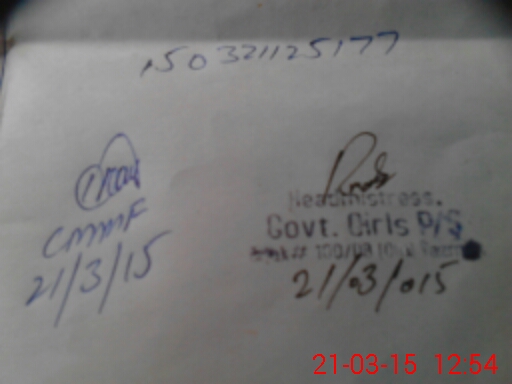 150321125177
CMMF
21/3/15
Headmistress.
Govt. Girls P/S
21/03/015
21-03-15 12:54